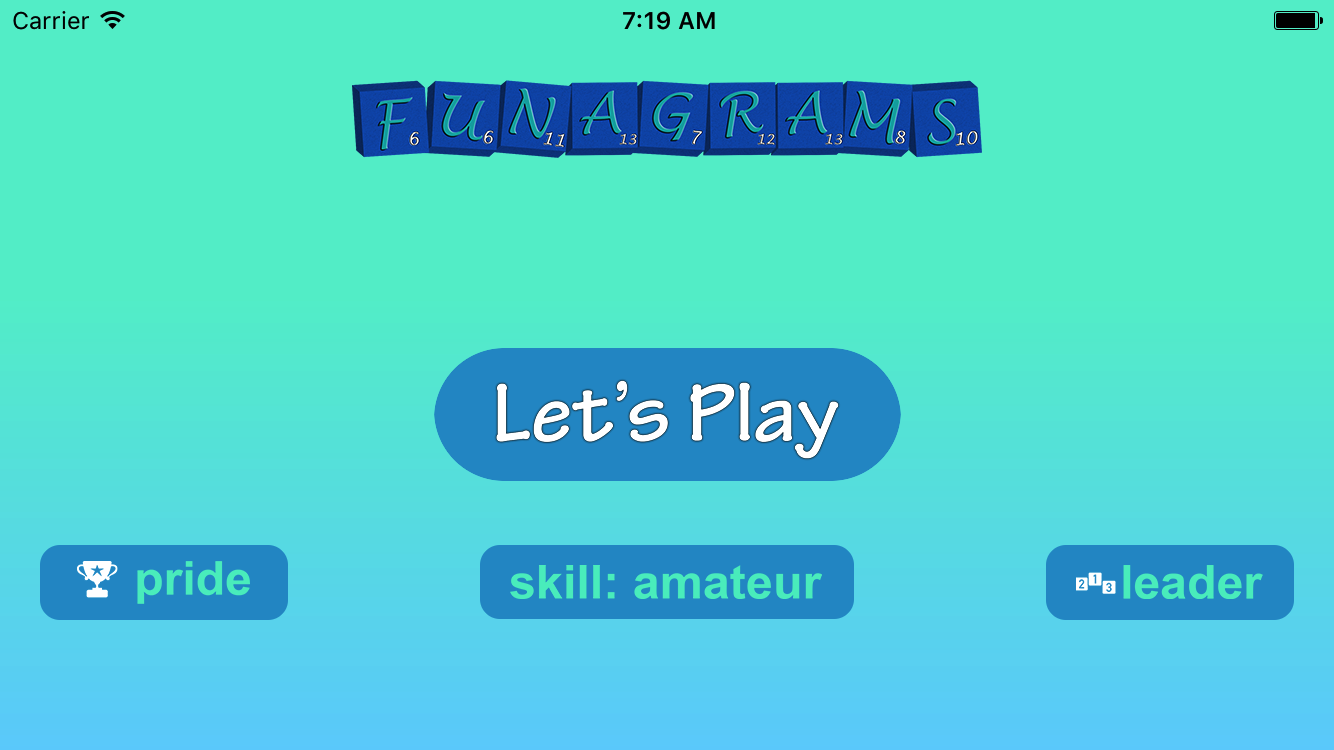 Carrier 7:19 AM
F6 U6 N11 A13 G7 R12 A13 M8 S10
Let's Play
pride skill: amateur 2 1 3 leader